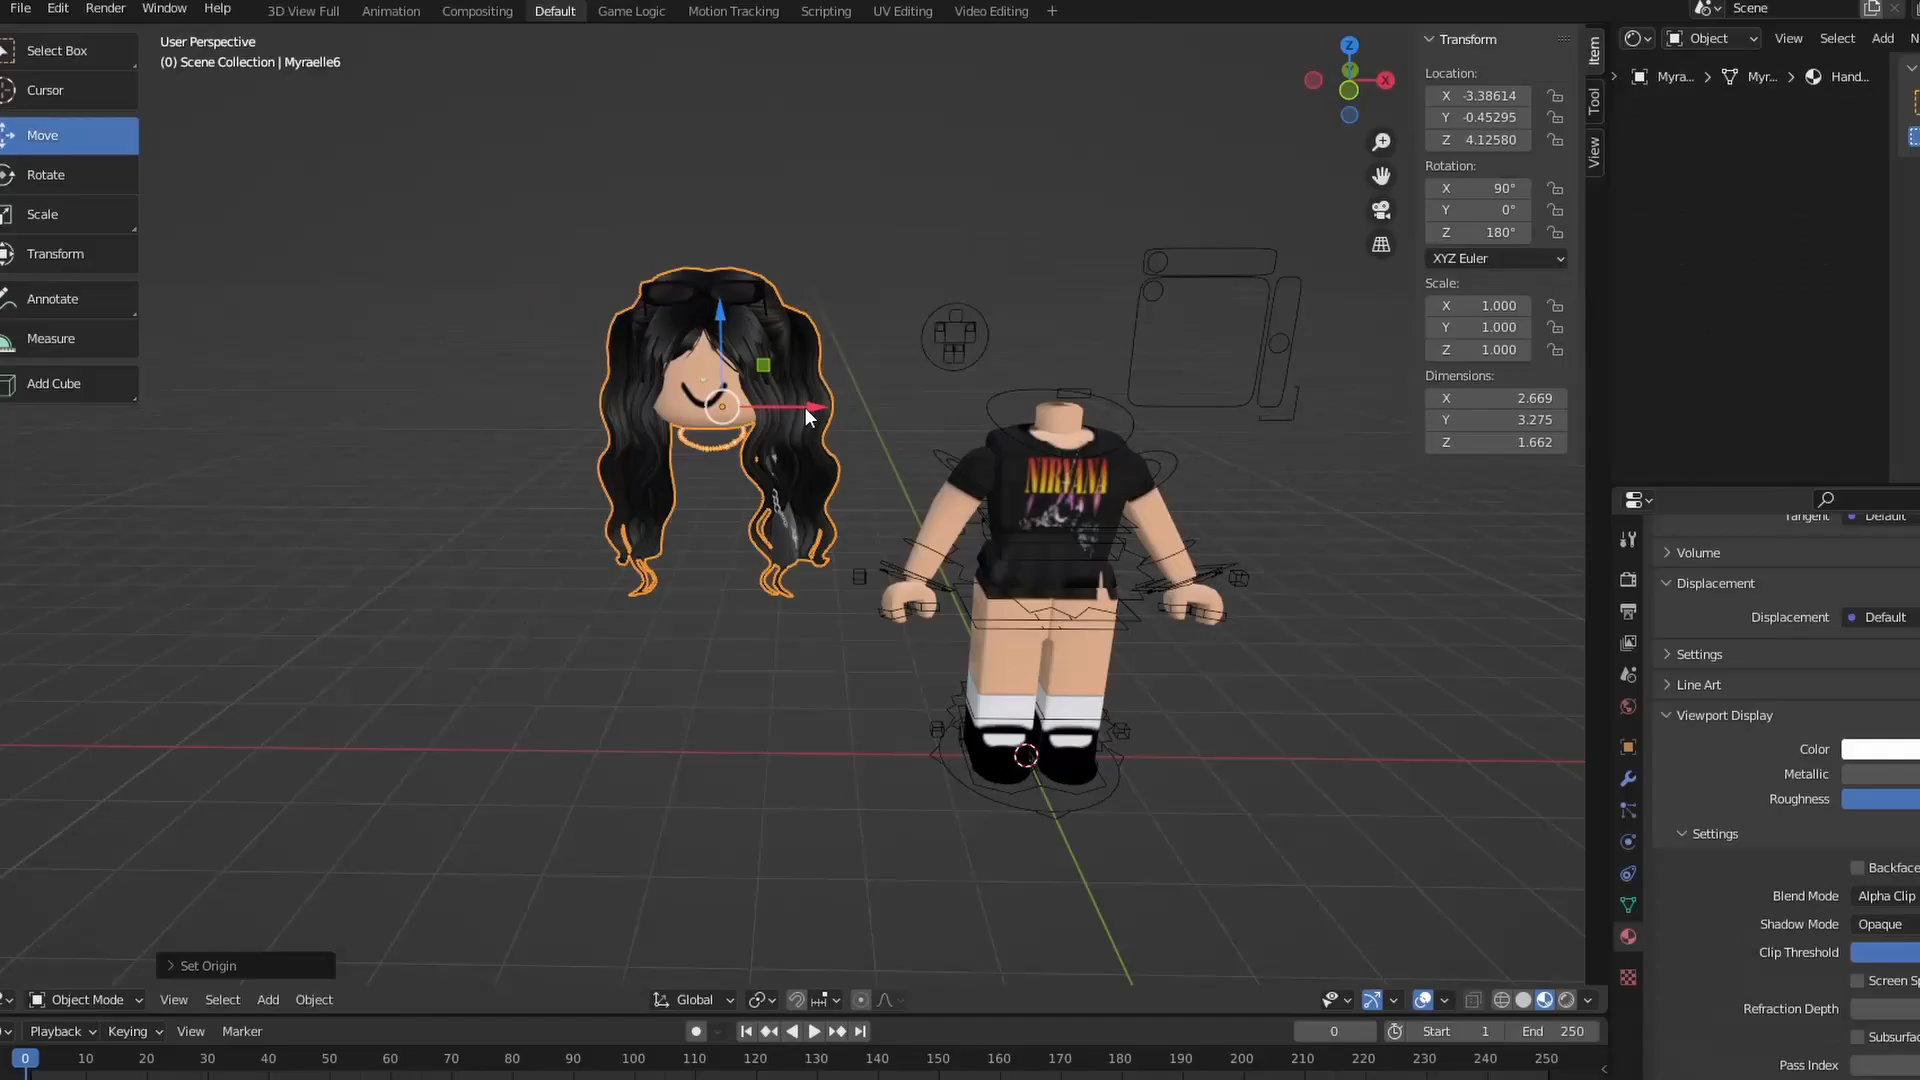 File Edit Render Window Help 3D View Full Animation Compositing Default Game Logic Motion Tracking Scripting UV Editing Video Editing + Scene
Select Box
Cursor
Move
Rotate
Scale
Transform
Annotate
Measure
Add Cube
User Perspective
(0) Scene Collection | Myraelle6
Z
X
NIRVANA
Transform
Location:
X -3.38614
Y -0.45295
Z 4.12580
Rotation:
X 90°
Y 0°
Z 180°
XYZ Euler
Scale:
X 1.000
Y 1.000
Z 1.000
Dimensions:
X 2.669
Y 3.275
Z 1.662
Item
Tool
View
Object View Select Add N
Myra... Myr... Hand...
Tangent Default
Volume
Displacement
Displacement Default
Settings
Line Art
Viewport Display
Color
Metallic
Roughness
Settings
Backface
Blend Mode Alpha Clip
Shadow Mode Opaque
Clip Threshold
Screen Sp
Refraction Depth
Subsurfac
Pass Index
Set Origin
Object Mode View Select Add Object Global
Playback Keying View Marker 0 Start 1 End 250
0 10 20 30 40 50 60 70 80 90 100 110 120 130 140 150 160 170 180 190 200 210 220 230 240 250